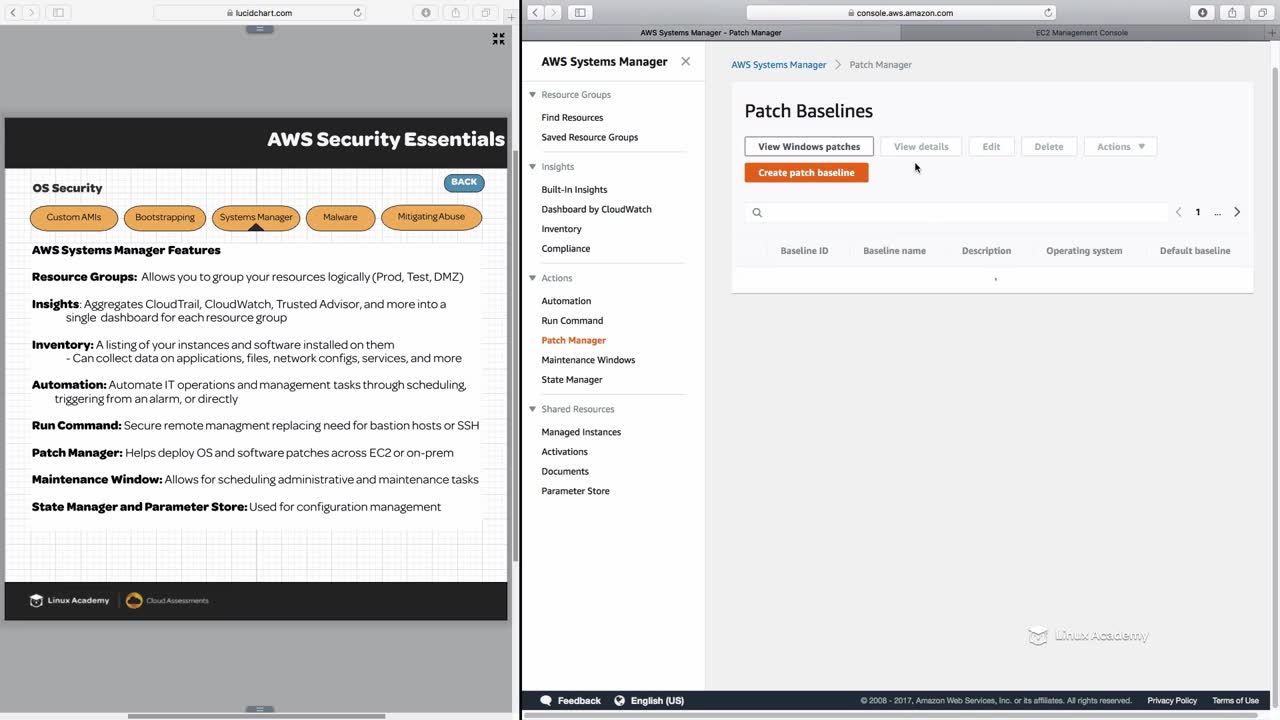 lucidchart.com
AWS Security Essentials
OS Security
BACK
Custom AMIs
Bootstrapping
Systems Manager
Malware
Mitigating Abuse
AWS Systems Manager Features
Resource Groups: Allows you to group your resources logically (Prod, Test, DMZ)
Insights: Aggregates CloudTrail, CloudWatch, Trusted Advisor, and more into a
single dashboard for each resource group
Inventory: A listing of your instances and software installed on them
- Can collect data on applications, files, network configs, services, and more
Automation: Automate IT operations and management tasks through scheduling,
triggering from an alarm, or directly
Run Command: Secure remote managment replacing need for bastion hosts or SSH
Patch Manager: Helps deploy OS and software patches across EC2 or on-prem
Maintenance Window: Allows for scheduling administrative and maintenance tasks
State Manager and Parameter Store: Used for configuration management
Linux Academy
Cloud Assessments
console.aws.amazon.com
AWS Systems Manager - Patch Manager
EC2 Management Console
AWS Systems Manager
Resource Groups
Find Resources
Saved Resource Groups
Insights
Built-In Insights
Dashboard by CloudWatch
Inventory
Compliance
Actions
Automation
Run Command
Patch Manager
Maintenance Windows
State Manager
Shared Resources
Managed Instances
Activations
Documents
Parameter Store
AWS Systems Manager > Patch Manager
Patch Baselines
View Windows patches
View details
Edit
Delete
Actions
Create patch baseline
1 ...
Baseline ID
Baseline name
Description
Operating system
Default baseline
Linux Academy
Feedback
English (US)
© 2008 - 2017, Amazon Web Services, Inc. or its affiliates. All rights reserved.
Privacy Policy
Terms of Use